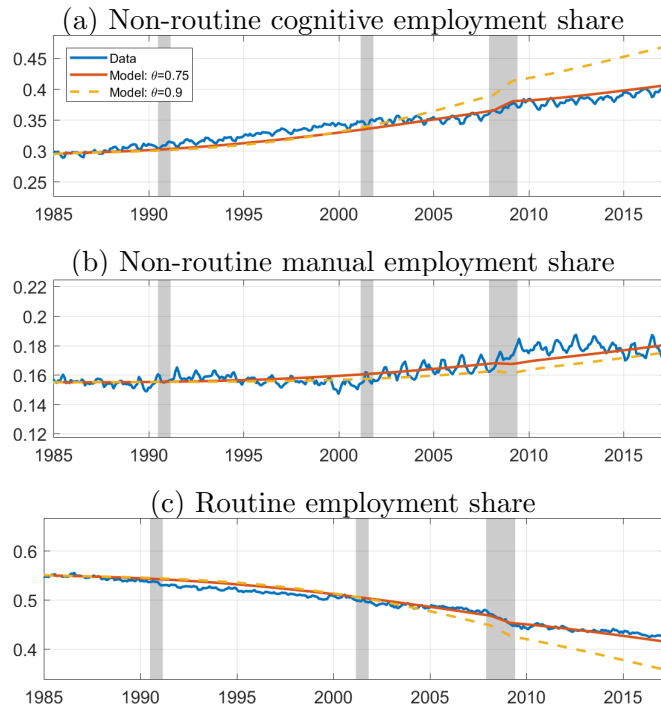 (a) Non-routine cognitive employment share
0.45
0.4
0.35
0.3
0.25
Data
Model: θ=0.75
Model: θ=0.9
1985 1990 1995 2000 2005 2010 2015
(b) Non-routine manual employment share
0.22
0.2
0.18
0.16
0.14
0.12
1985 1990 1995 2000 2005 2010 2015
(c) Routine employment share
0.6
0.5
0.4
1985 1990 1995 2000 2005 2010 2015